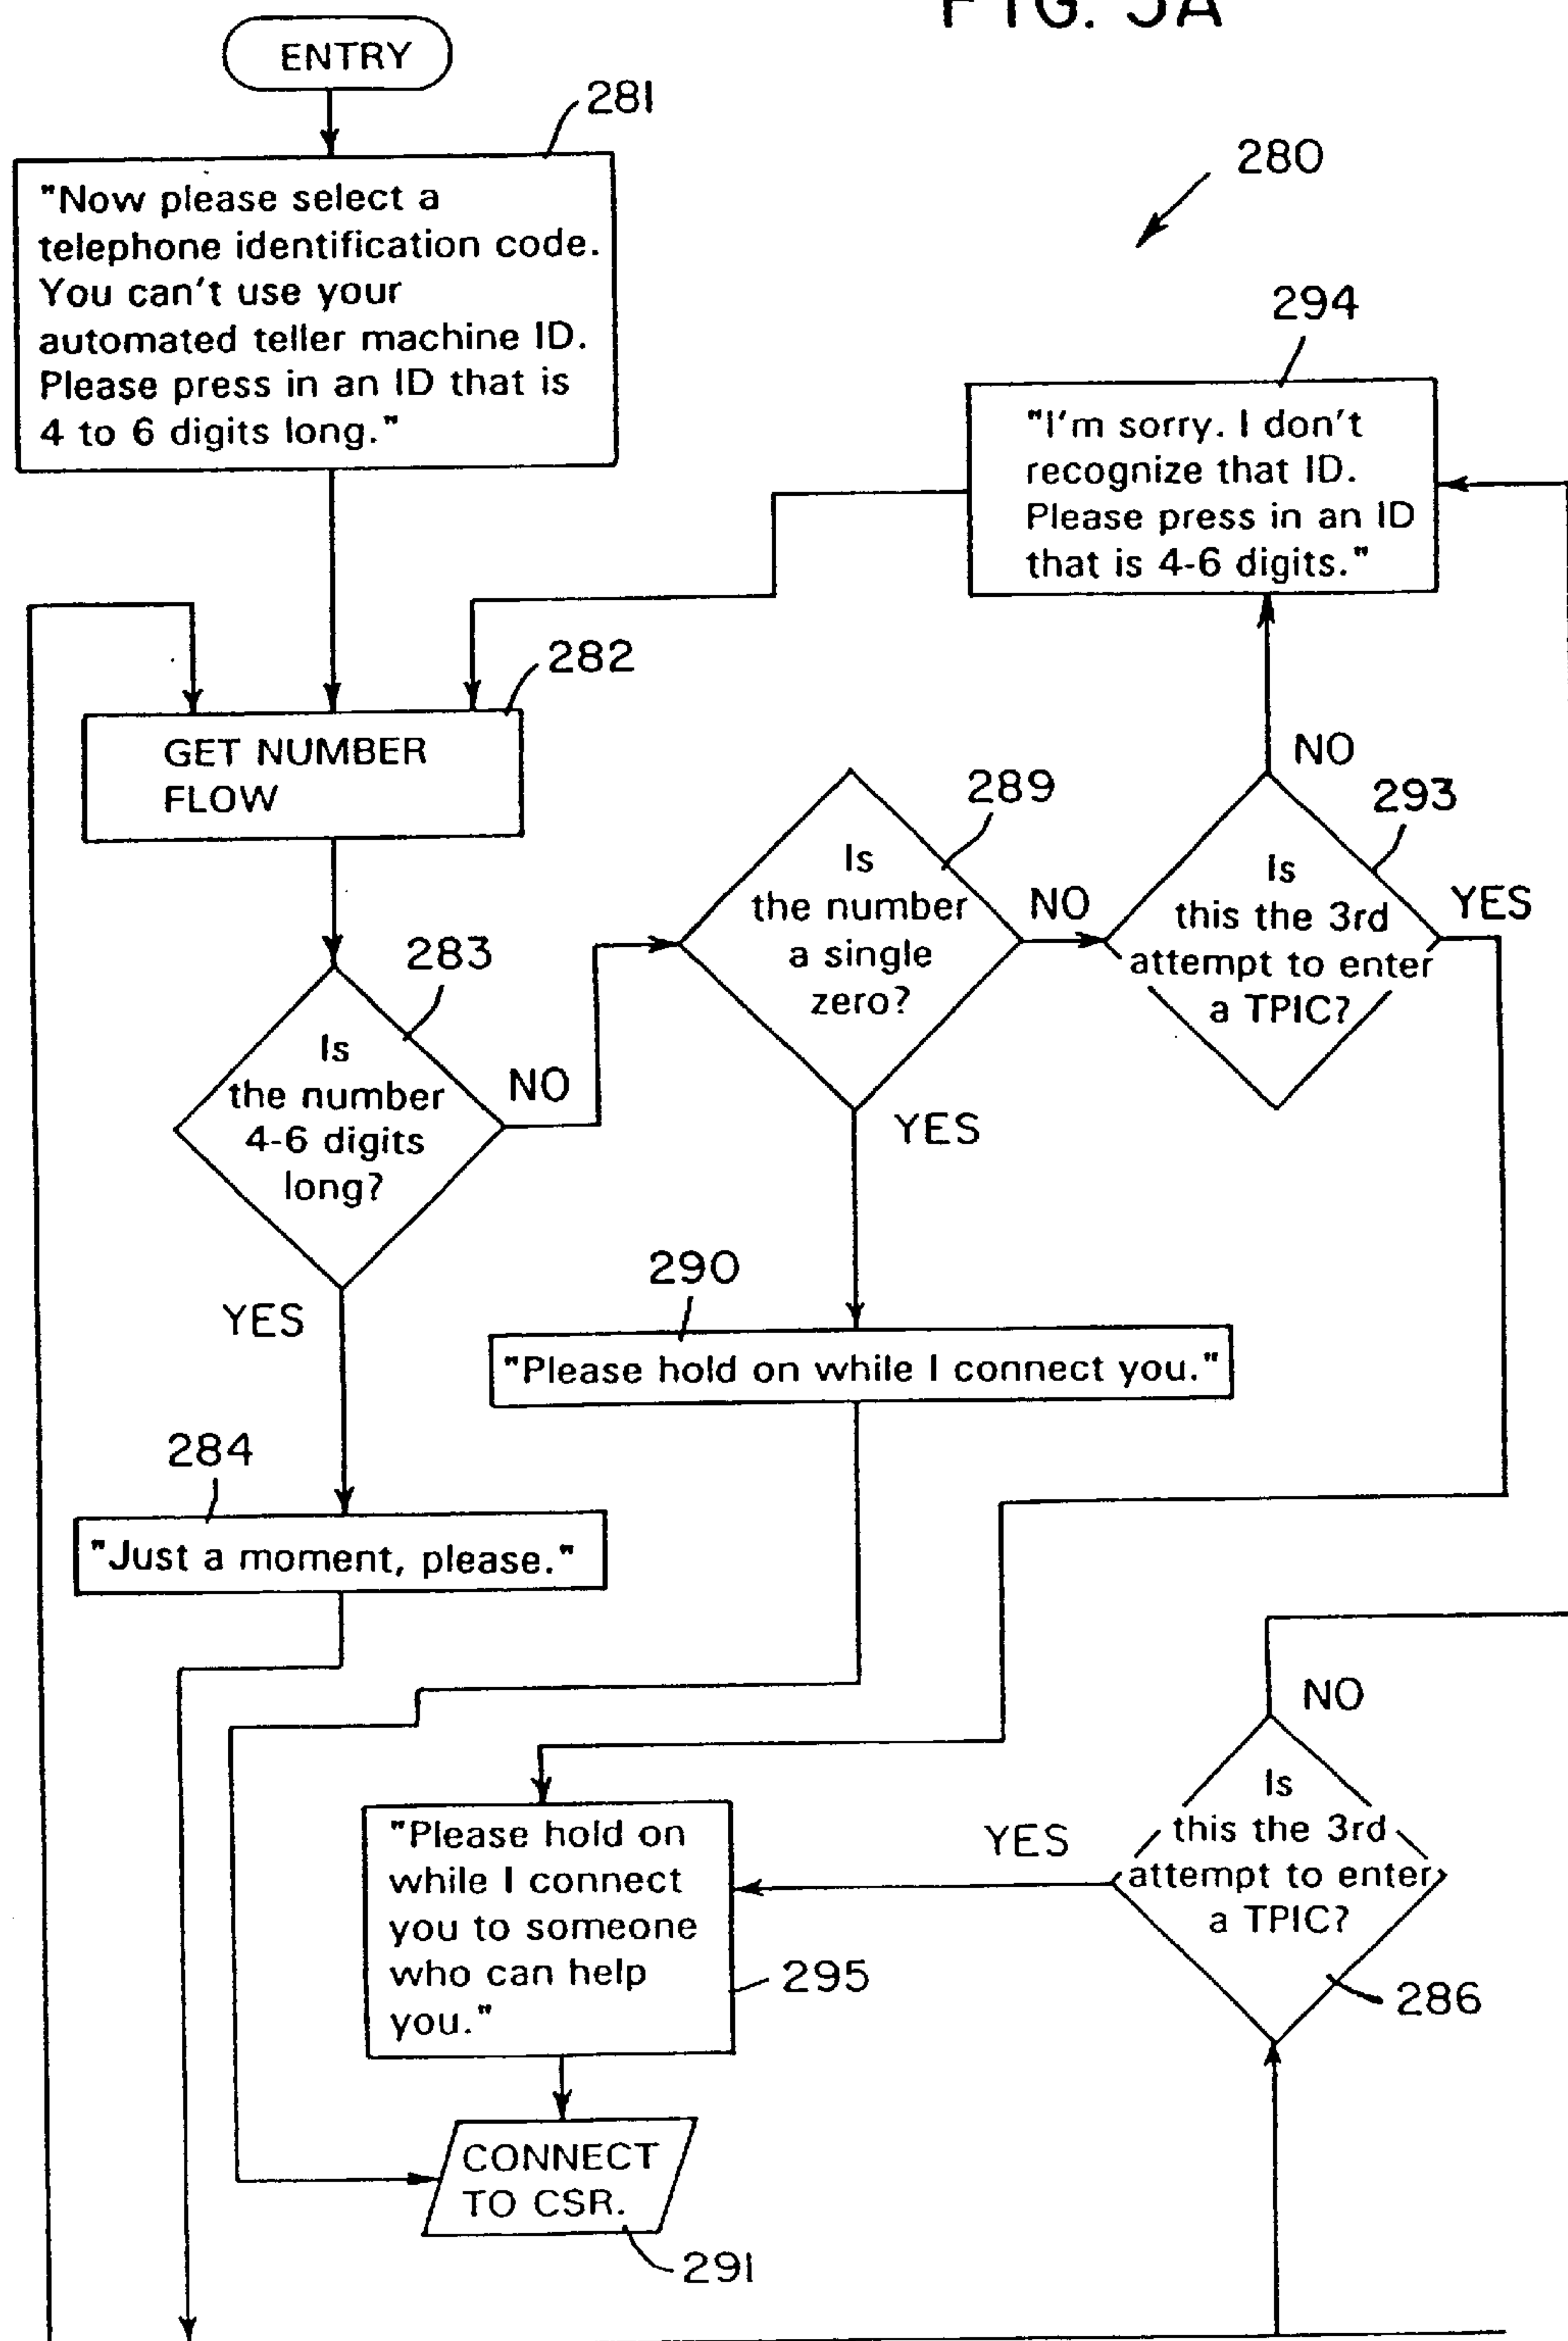 FIG. 5A
ENTRY
281
"Now please select a
telephone identification code.
You can't use your
automated teller machine ID.
Please press in an ID that is
4 to 6 digits long."
280
294
"I'm sorry. I don't
recognize that ID.
Please press in an ID
that is 4-6 digits."
282
GET NUMBER
FLOW
NO
289
293
Is
the number
a single
zero?
NO
Is
this the 3rd
attempt to enter
a TPIC?
YES
283
Is
the number
4-6 digits
long?
NO
YES
290
YES
"Please hold on while I connect you."
284
"Just a moment, please."
NO
Is
this the 3rd
attempt to enter
a TPIC?
YES
286
"Please hold on
while I connect
you to someone
who can help
you."
295
CONNECT
TO CSR.
291